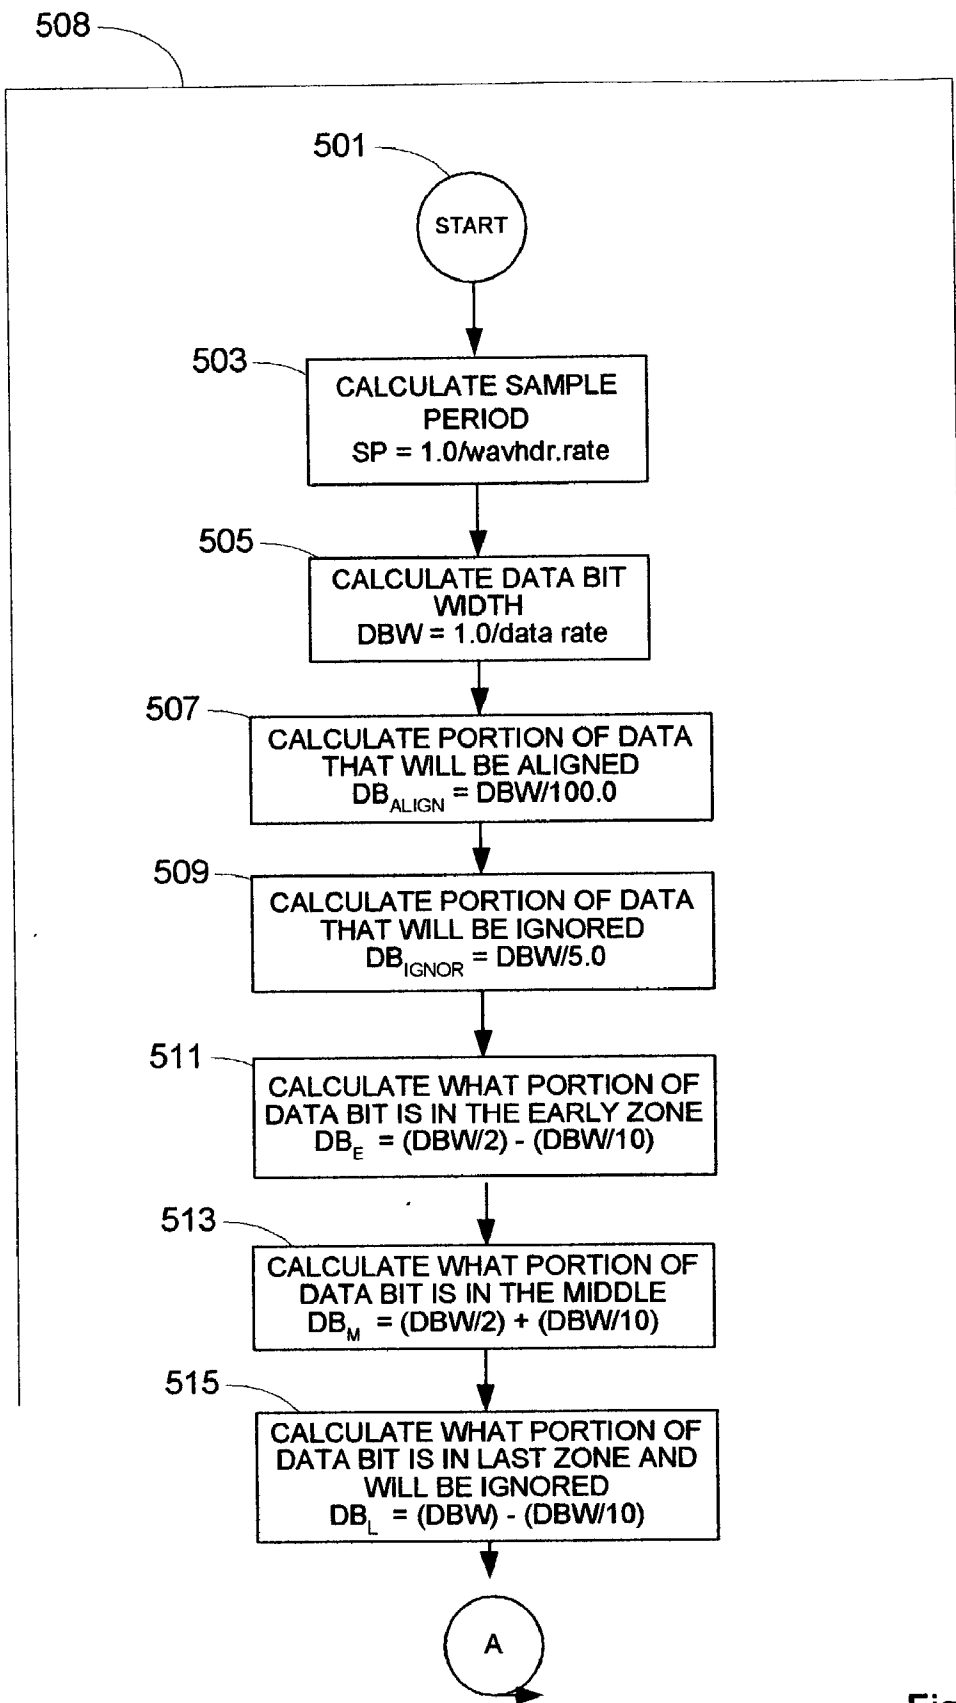 508
501
START
503
CALCULATE SAMPLE
PERIOD
SP = 1.0/wavhdr.rate
505
CALCULATE DATA BIT
WIDTH
DBW = 1.0/data rate
507
CALCULATE PORTION OF DATA
THAT WILL BE ALIGNED
DB_ALIGN = DBW/100.0
509
CALCULATE PORTION OF DATA
THAT WILL BE IGNORED
DB_IGNOR = DBW/5.0
511
CALCULATE WHAT PORTION OF
DATA BIT IS IN THE EARLY ZONE
DB_E = (DBW/2) - (DBW/10)
513
CALCULATE WHAT PORTION OF
DATA BIT IS IN THE MIDDLE
DB_M = (DBW/2) + (DBW/10)
515
CALCULATE WHAT PORTION OF
DATA BIT IS IN LAST ZONE AND
WILL BE IGNORED
DB_L = (DBW) - (DBW/10)
A